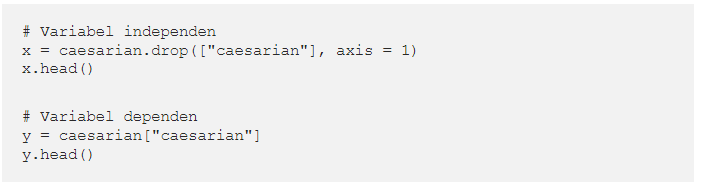 # Variabel independen
x = caesarian.drop(["caesarian"], axis = 1)
x.head()
# Variabel dependen
y = caesarian["caesarian"]
y.head()